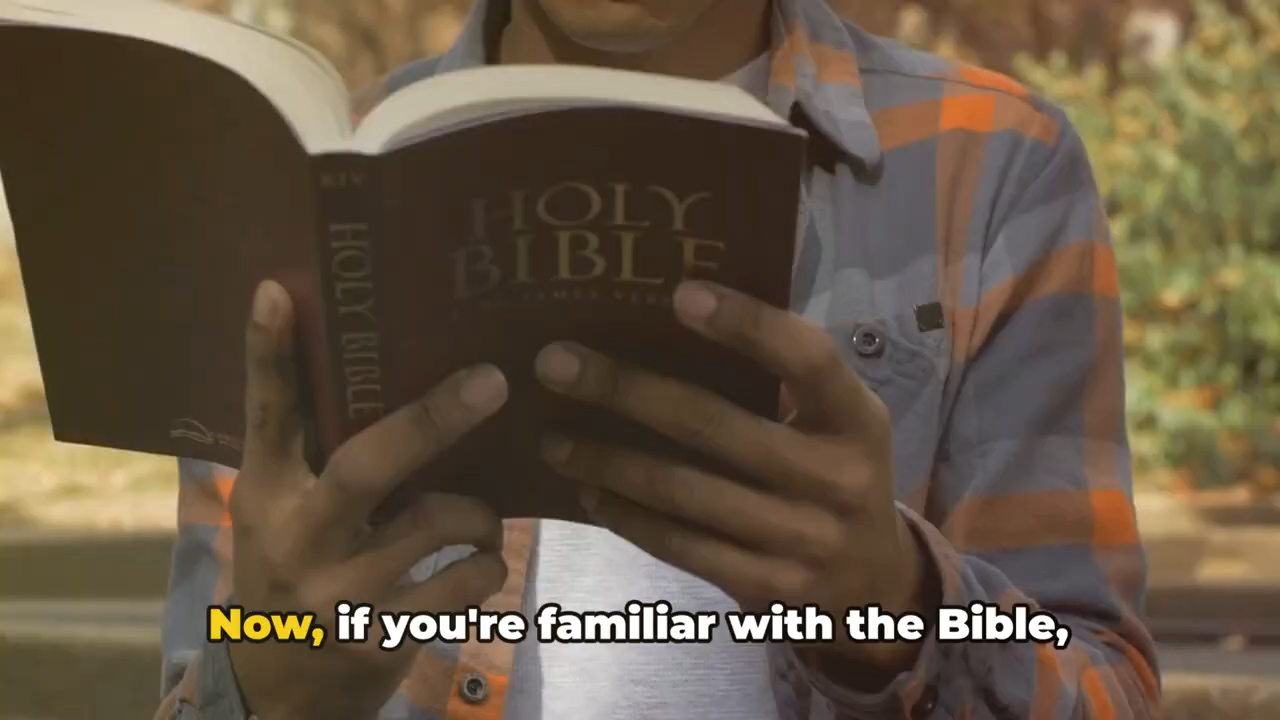 KJV
HOLY BIBLE
HOLY
BIBLE
Now, if you're familiar with the Bible,